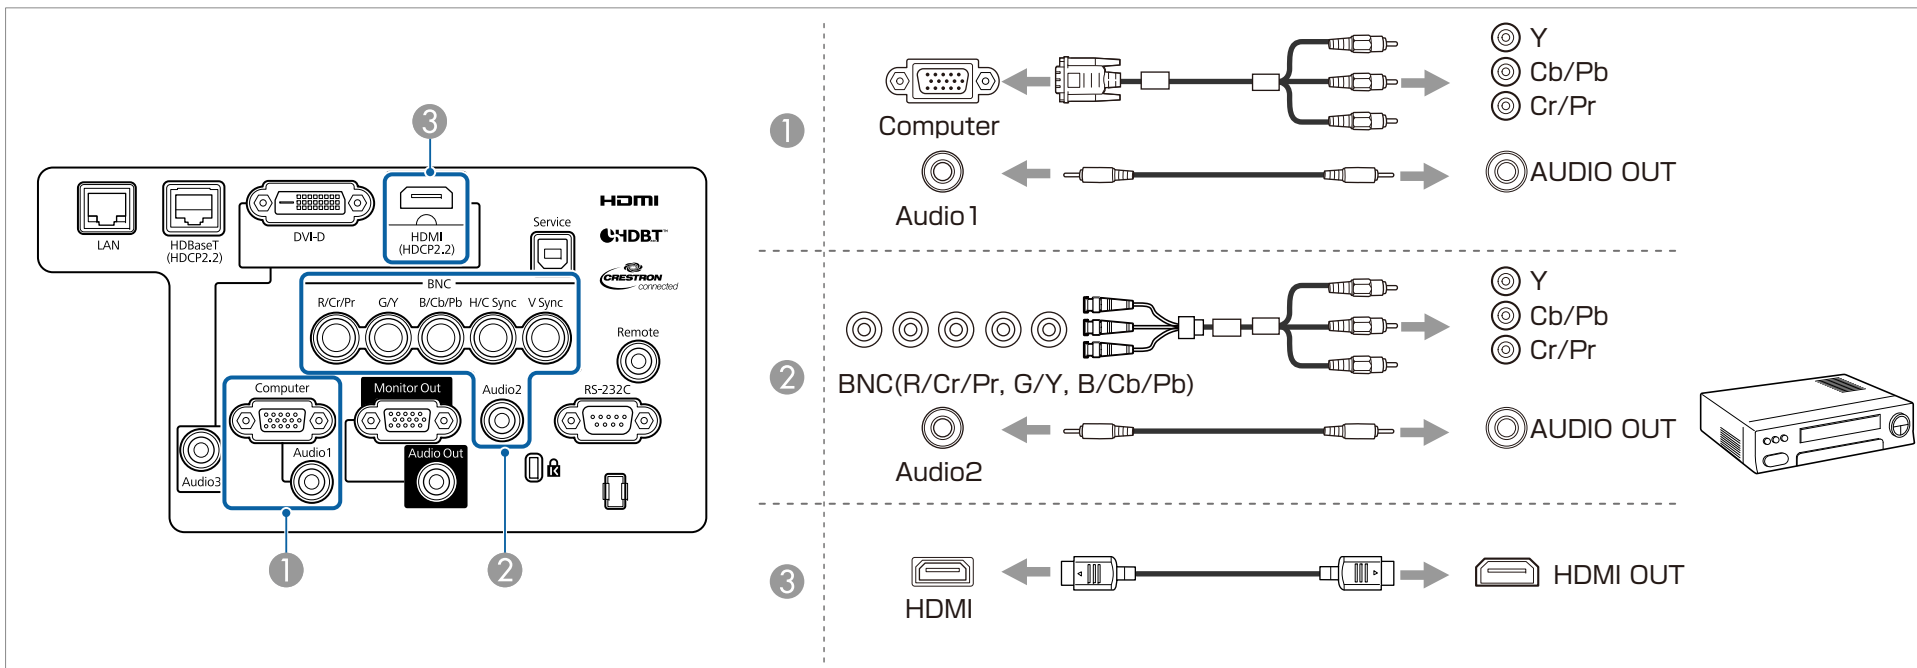 3
LAN
HDBaseT
(HDCP2.2)
DVI-D
HDMI
(HDCP2.2)
Service
HDMI
HDBT™
CRESTRON
connected
BNC
R/Cr/Pr
G/Y
B/Cb/Pb
H/C Sync
V Sync
Remote
Computer
Monitor Out
Audio2
RS-232C
Audio3
Audio1
Audio Out
K
1
2
1
Computer
Y
Cb/Pb
Cr/Pr
Audio1
AUDIO OUT
2
BNC(R/Cr/Pr, G/Y, B/Cb/Pb)
Y
Cb/Pb
Cr/Pr
Audio2
AUDIO OUT
3
HDMI
HDMI OUT